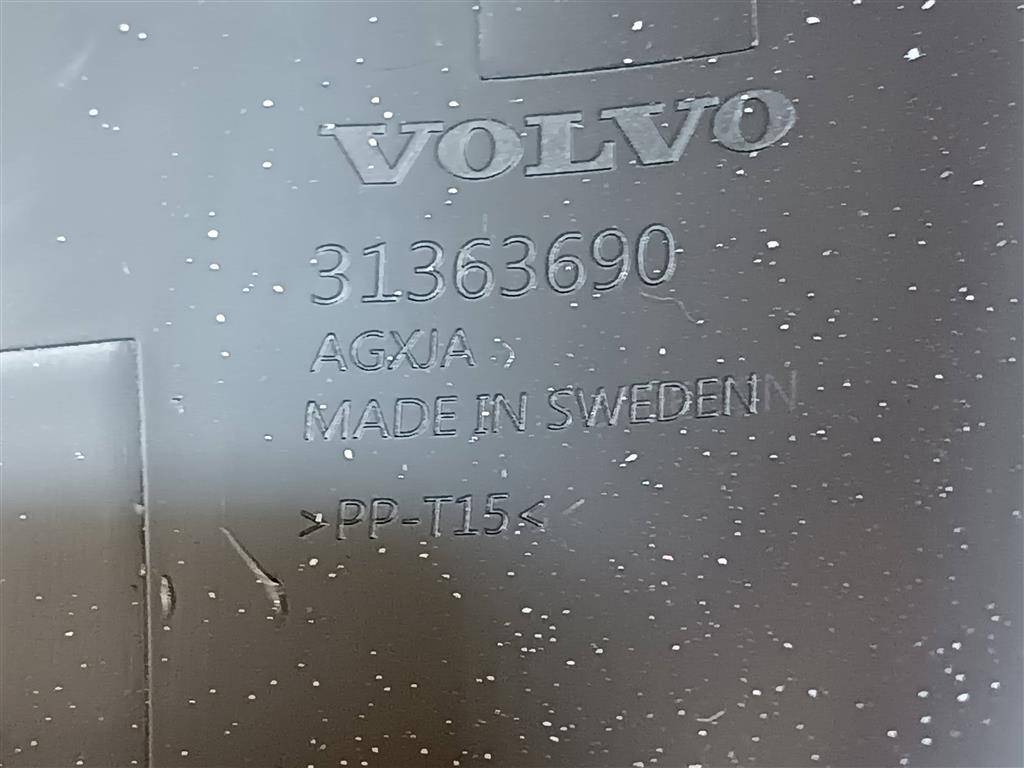 VOLVO
31363690
AGXJA
MADE IN SWEDEN
>PP-T15<